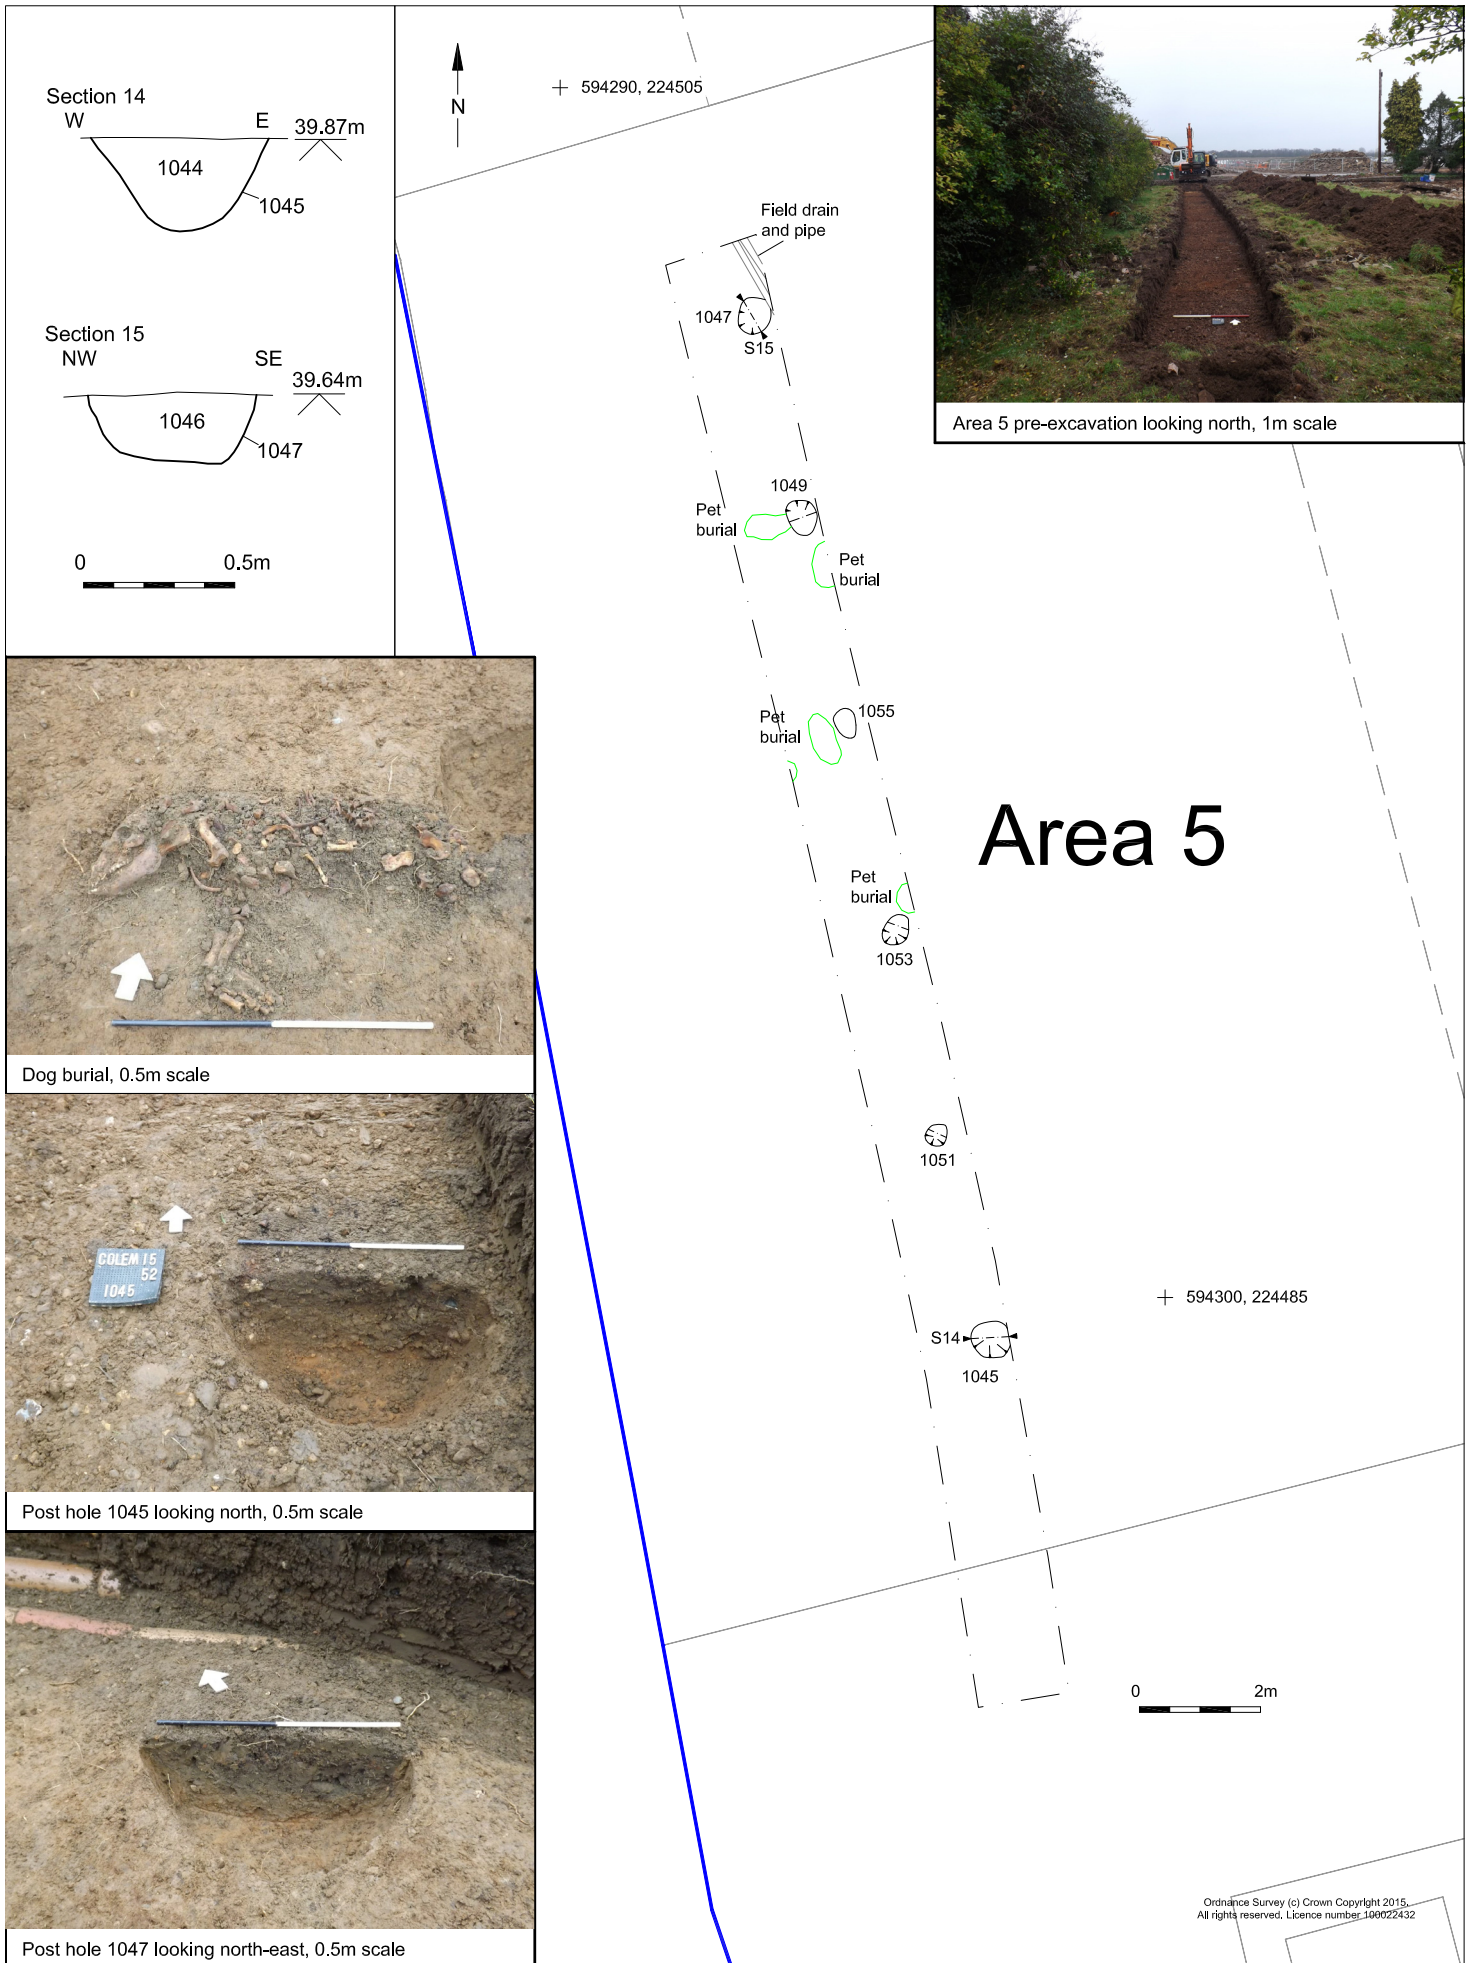 Section 14
W E 39.87m
1044
1045
Section 15
NW SE
39.64m
1046
1047
0 0.5m
N
594290, 224505
Field drain
and pipe
1047
S15
1049
Pet
burial
Pet
burial
1055
Pet
burial
Area 5
Pet
burial
1053
1051
594300, 224485
S14
1045
0 2m
Area 5 pre-excavation looking north, 1m scale
Dog burial, 0.5m scale
COLEM 15
52
1045
Post hole 1045 looking north, 0.5m scale
Post hole 1047 looking north-east, 0.5m scale
Ordnance Survey (c) Crown Copyright 2015.
All rights reserved. Licence number 100022432